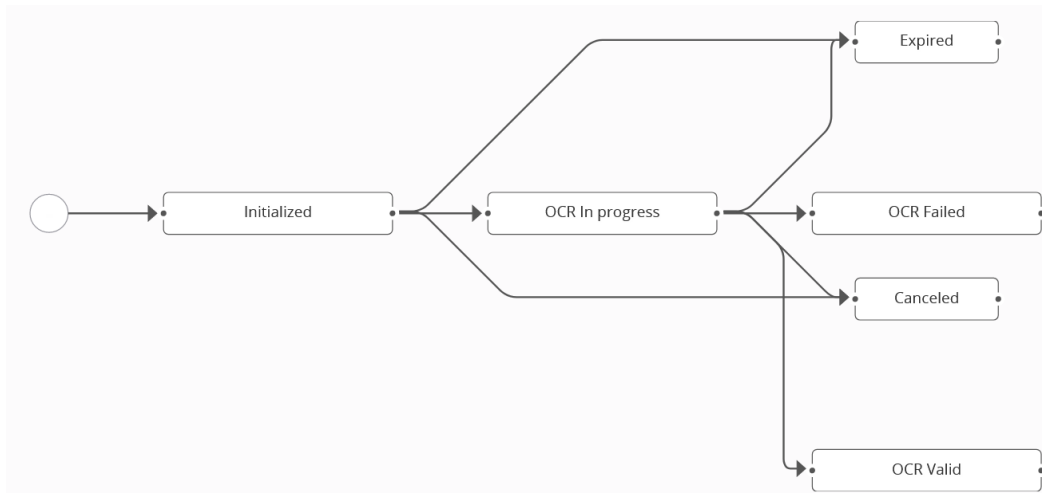 Expired
Initialized
OCR In progress
OCR Failed
Canceled
OCR Valid